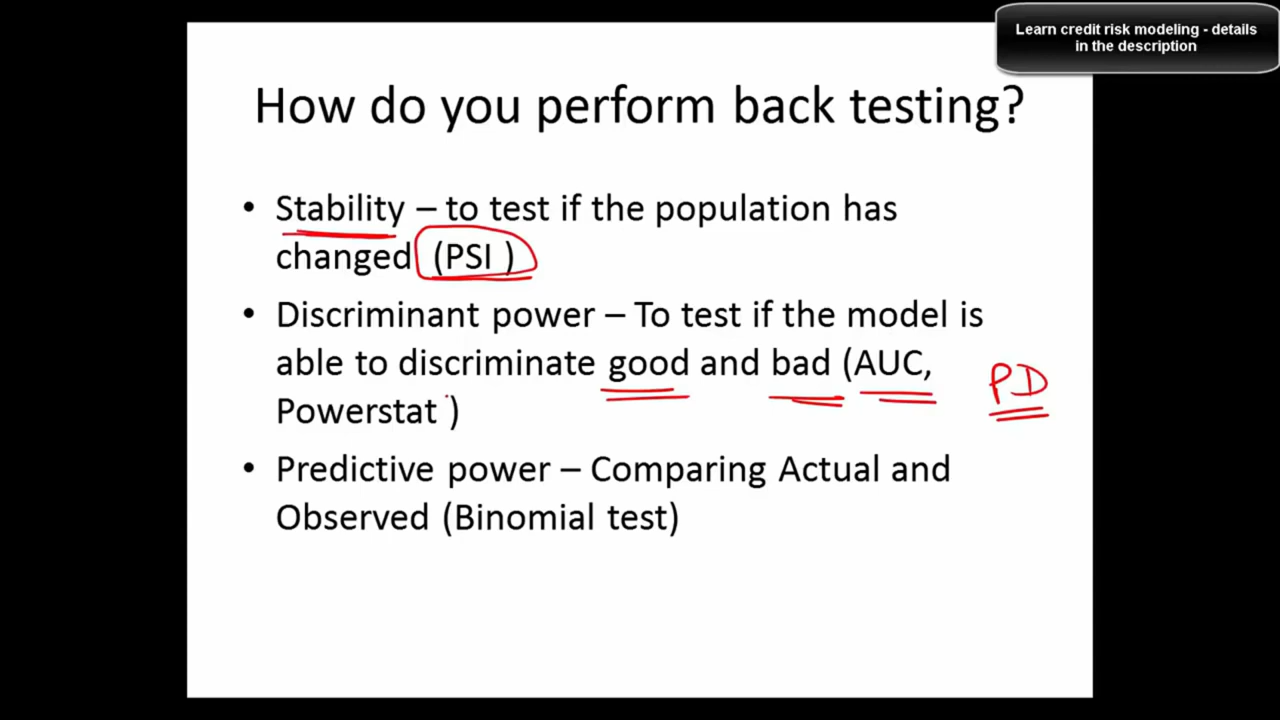 Learn credit risk modeling - details
in the description
How do you perform back testing?
• Stability – to test if the population has
changed (PSI )
• Discriminant power – To test if the model is
able to discriminate good and bad (AUC,
PD
Powerstat )
• Predictive power – Comparing Actual and
Observed (Binomial test)